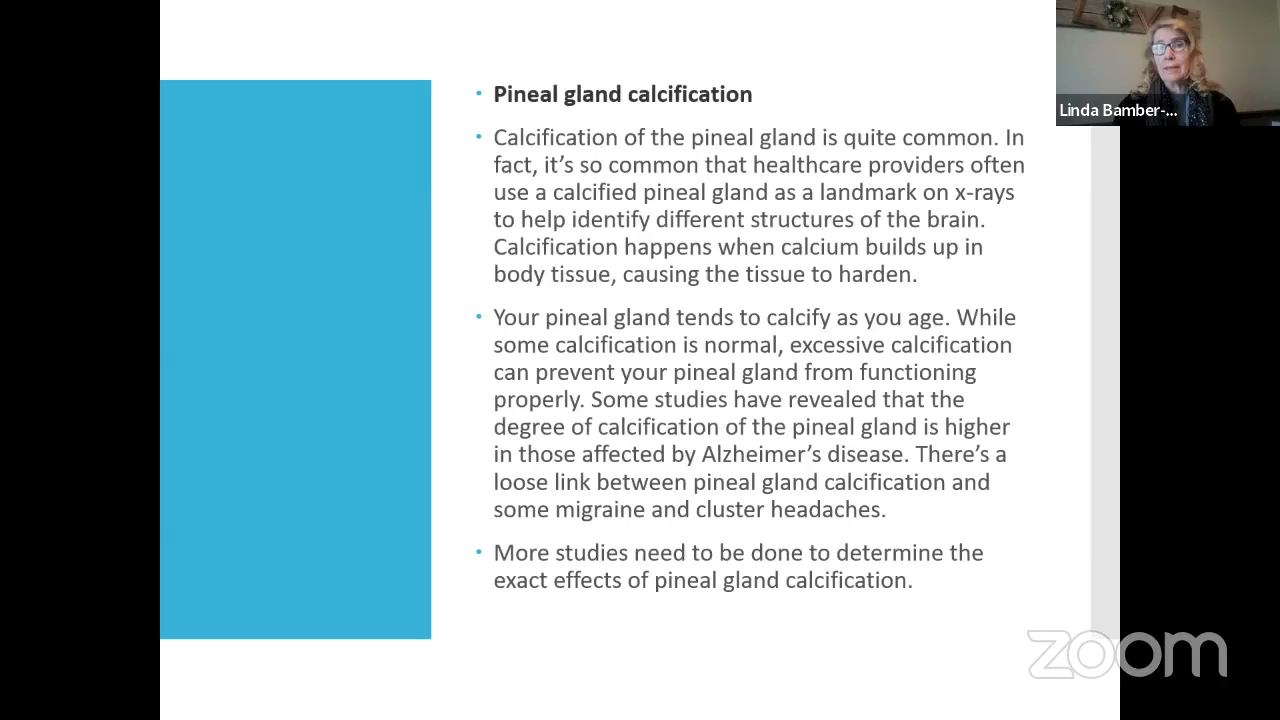 Pineal gland calcification
Calcification of the pineal gland is quite common. In
fact, it's so common that healthcare providers often
use a calcified pineal gland as a landmark on x-rays
to help identify different structures of the brain.
Calcification happens when calcium builds up in
body tissue, causing the tissue to harden.
Your pineal gland tends to calcify as you age. While
some calcification is normal, excessive calcification
can prevent your pineal gland from functioning
properly. Some studies have revealed that the
degree of calcification of the pineal gland is higher
in those affected by Alzheimer's disease. There's a
loose link between pineal gland calcification and
some migraine and cluster headaches.
More studies need to be done to determine the
exact effects of pineal gland calcification.
Linda Bamber-...
zoom